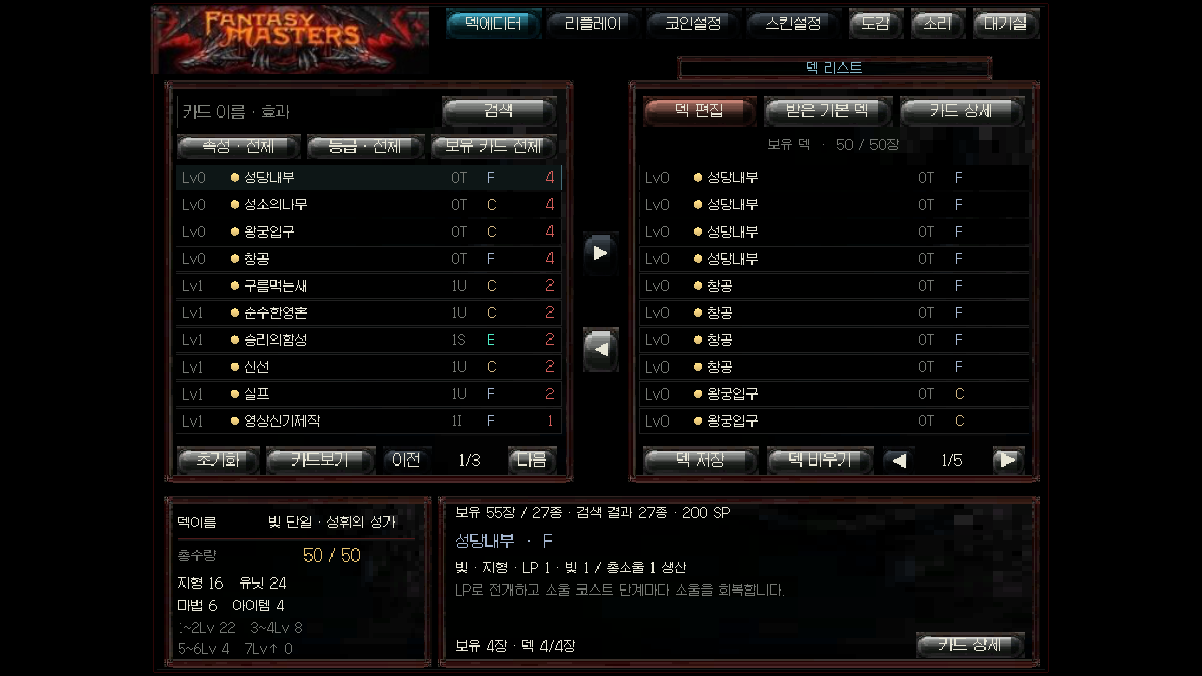 FANTASY MASTERS
덱에디터 리플레이 코인설정 스킨설정 도감 소리 대기실
덱 리스트
카드 이름 · 효과 검색
속성 · 전체 등급 · 전체 보유 카드 전체
Lv0 성당내부 0T F 4
Lv0 성소의나무 0T C 4
Lv0 왕궁입구 0T C 4
Lv0 창공 0T F 4
Lv1 구름먹는새 1U C 2
Lv1 순수한영혼 1U C 2
Lv1 승리의함성 1S E 2
Lv1 신선 1U C 2
Lv1 실프 1U F 2
Lv1 영상신기제작 1I F 1
초기화 카드보기 이전 1/3 다음
덱 편집 받은 기본 덱 카드 상세
보유 덱 · 50 / 50장
Lv0 성당내부 0T F
Lv0 성당내부 0T F
Lv0 성당내부 0T F
Lv0 성당내부 0T F
Lv0 창공 0T F
Lv0 창공 0T F
Lv0 창공 0T F
Lv0 창공 0T F
Lv0 왕궁입구 0T C
Lv0 왕궁입구 0T C
덱 저장 덱 비우기 1/5
덱이름 빛 단일 · 성휘의 성가
총수량 50 / 50
지형 16 유닛 24
마법 6 아이템 4
1~2Lv 22 3~4Lv 8
5~6Lv 4 7Lv↑ 0
보유 55장 / 27종 · 검색 결과 27종 · 200 SP
성당내부 · F
빛 · 지형 · LP 1 · 빛 1 / 총소울 1 생산
LP로 전개하고 소울 코스트 단계마다 소울을 회복합니다.
보유 4장 · 덱 4/4장
카드 상세